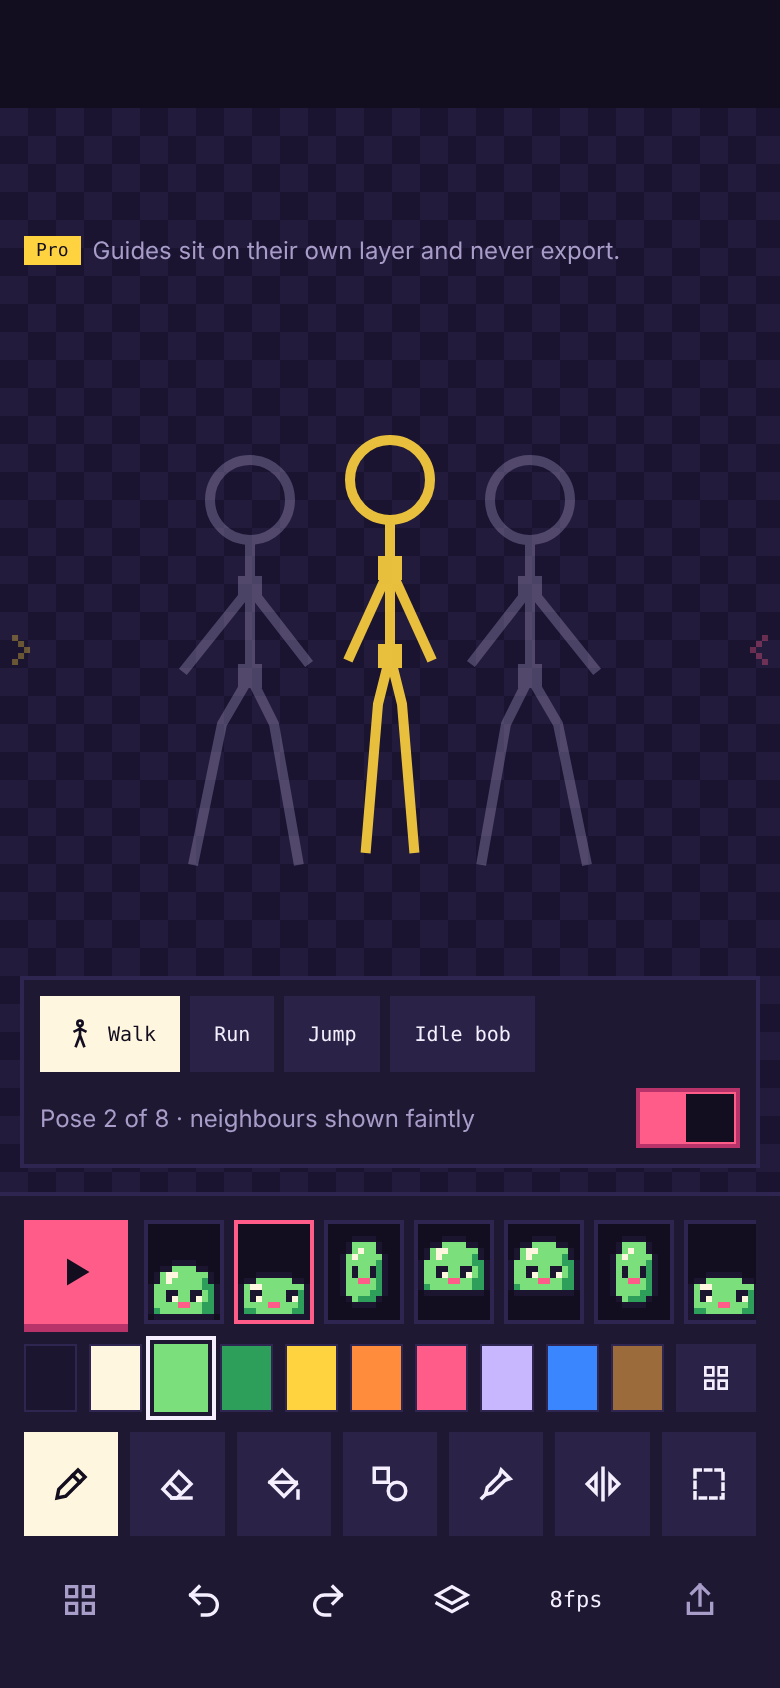 Pro Guides sit on their own layer and never export.
Walk Run Jump Idle bob
Pose 2 of 8 · neighbours shown faintly
8fps